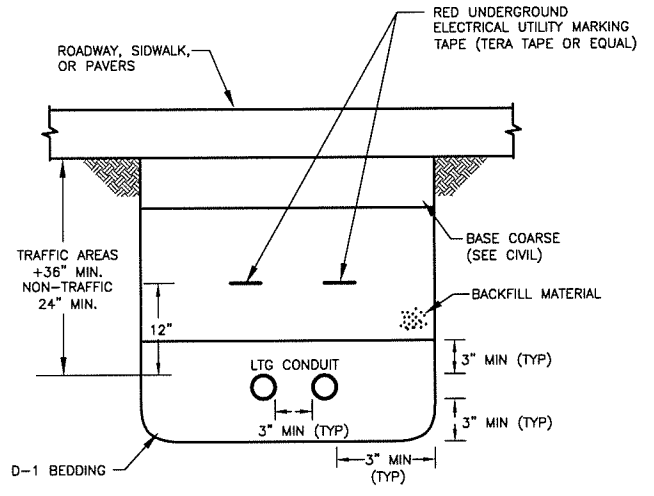 RED UNDERGROUND
ELECTRICAL UTILITY MARKING
TAPE (TERA TAPE OR EQUAL)
ROADWAY, SIDWALK,
OR PAVERS
TRAFFIC AREAS
+36" MIN.
NON-TRAFFIC
24" MIN.
BASE COARSE
(SEE CIVIL)
BACKFILL MATERIAL
12"
LTG CONDUIT
3" MIN (TYP)
3" MIN (TYP)
3" MIN (TYP)
3" MIN
(TYP)
D-1 BEDDING